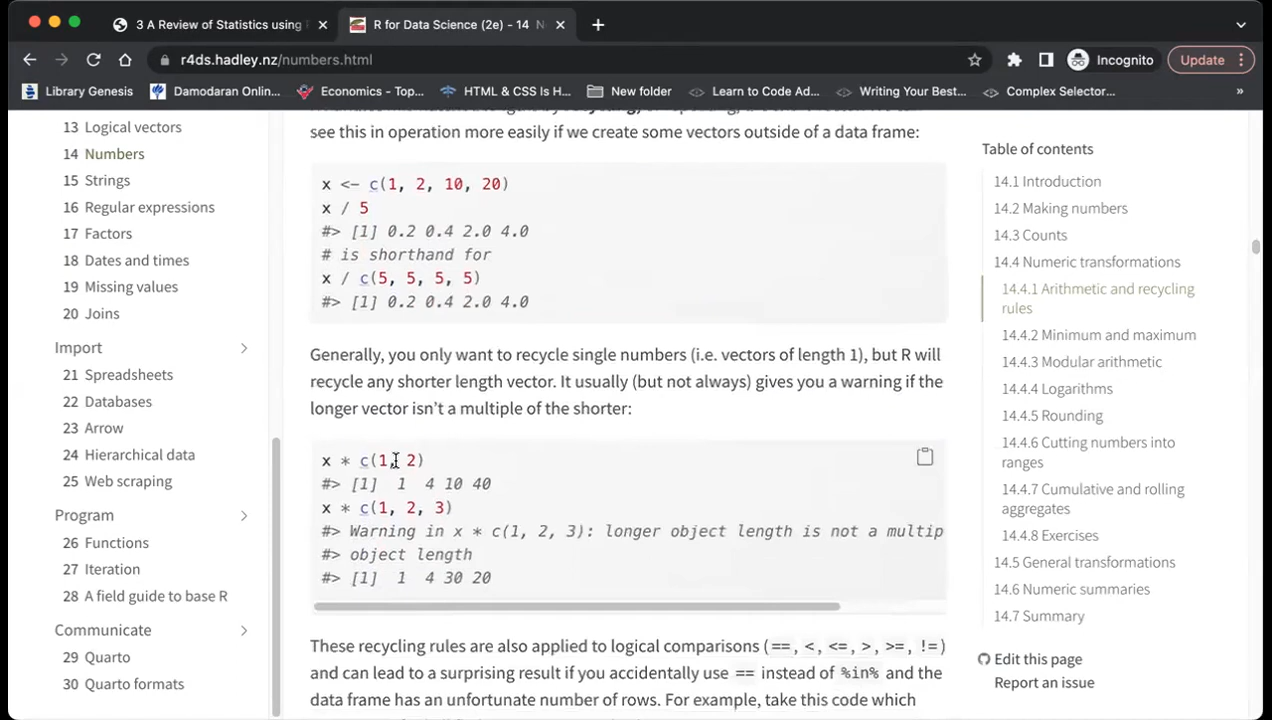 3 A Review of Statistics using
R for Data Science (2e) - 14 N
r4ds.hadley.nz/numbers.html
Incognito
Update
Library Genesis
Damodaran Onlin...
Economics - Top...
HTML & CSS Is H...
New folder
Learn to Code Ad...
Writing Your Best...
Complex Selector...
»
13 Logical vectors
14 Numbers
15 Strings
16 Regular expressions
17 Factors
18 Dates and times
19 Missing values
20 Joins
Import
21 Spreadsheets
22 Databases
23 Arrow
24 Hierarchical data
25 Web scraping
Program
26 Functions
27 Iteration
28 A field guide to base R
Communicate
29 Quarto
30 Quarto formats
see this in operation more easily if we create some vectors outside of a data frame:
x <- c(1, 2, 10, 20)
x / 5
#> [1] 0.2 0.4 2.0 4.0
# is shorthand for
x / c(5, 5, 5, 5)
#> [1] 0.2 0.4 2.0 4.0
Generally, you only want to recycle single numbers (i.e. vectors of length 1), but R will
recycle any shorter length vector. It usually (but not always) gives you a warning if the
longer vector isn't a multiple of the shorter:
x * c(1, 2)
#> [1] 1 4 10 40
x * c(1, 2, 3)
#> Warning in x * c(1, 2, 3): longer object length is not a multip
#> object length
#> [1] 1 4 30 20
These recycling rules are also applied to logical comparisons (==, <, <=, >, >=, !=)
and can lead to a surprising result if you accidentally use == instead of %in% and the
data frame has an unfortunate number of rows. For example, take this code which
Table of contents
14.1 Introduction
14.2 Making numbers
14.3 Counts
14.4 Numeric transformations
14.4.1 Arithmetic and recycling
rules
14.4.2 Minimum and maximum
14.4.3 Modular arithmetic
14.4.4 Logarithms
14.4.5 Rounding
14.4.6 Cutting numbers into
ranges
14.4.7 Cumulative and rolling
aggregates
14.4.8 Exercises
14.5 General transformations
14.6 Numeric summaries
14.7 Summary
Edit this page
Report an issue